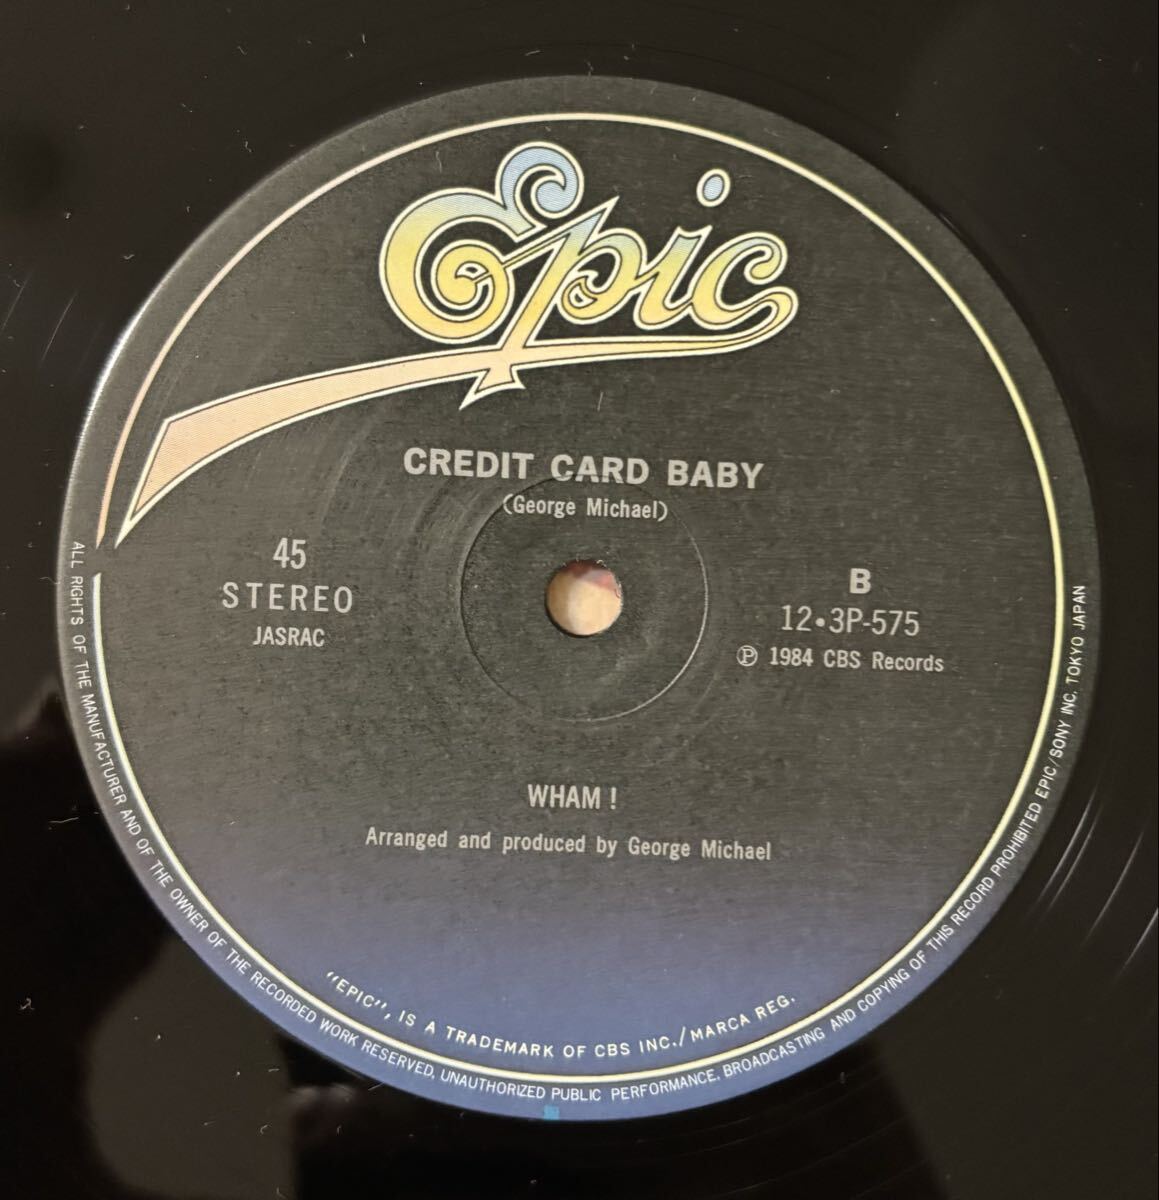 Epic
CREDIT CARD BABY
(George Michael)
45
STEREO
JASRAC
B
12•3P-575
Ⓟ 1984 CBS Records
WHAM!
Arranged and produced by George Michael
"EPIC", IS A TRADEMARK OF CBS INC./MARCA REG.
ALL RIGHTS OF THE MANUFACTURER AND OF THE OWNER OF THE RECORDED WORK RESERVED, UNAUTHORIZED PUBLIC PERFORMANCE, BROADCASTING AND COPYING OF THIS RECORD PROHIBITED EPIC/SONY INC. TOKYO JAPAN